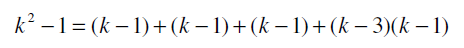 k² − 1 = (k − 1) + (k − 1) + (k − 1) + (k − 3)(k − 1)